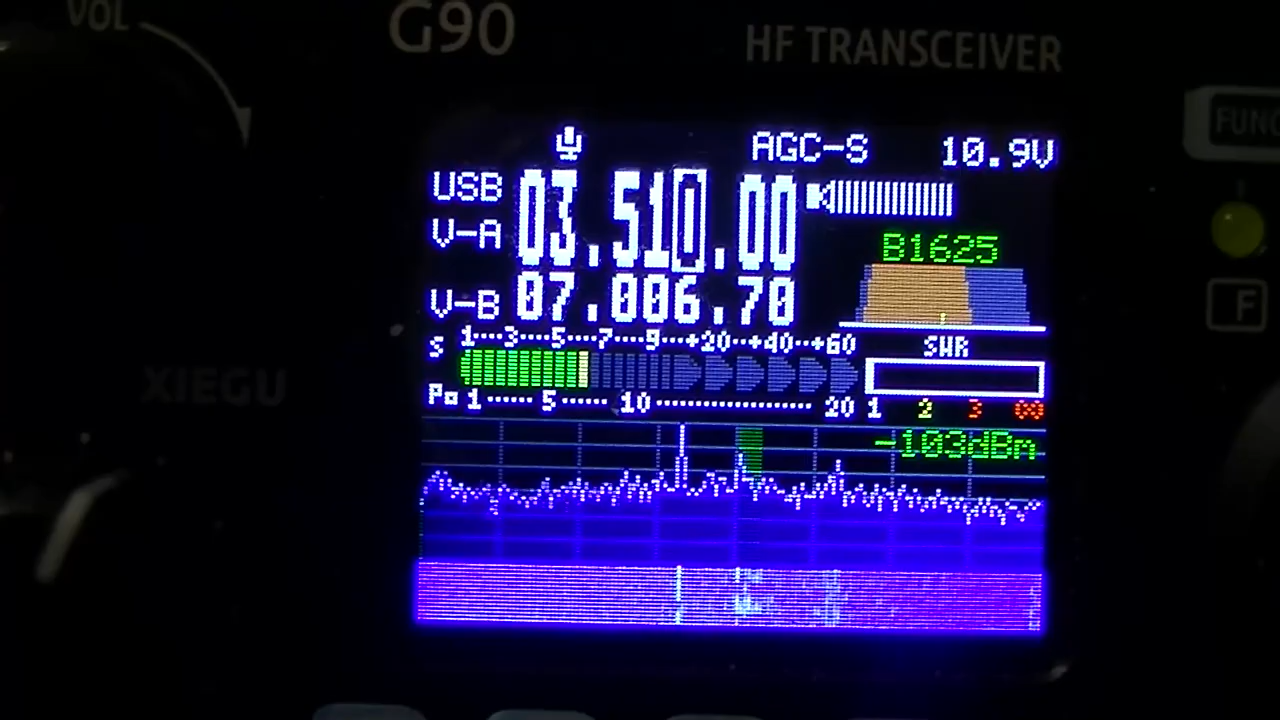 VOL
G90
HF TRANSCEIVER
FUNC
AGC-S 10.9V
USB
V-A 03.510.00
B1625
V-B 07.006.70
S 1···3···5···7···9···+20··+40··+60
SWR
Po 1·····5·····10···············20
1 2 3 ∞
-103dBm
F
XIEGU